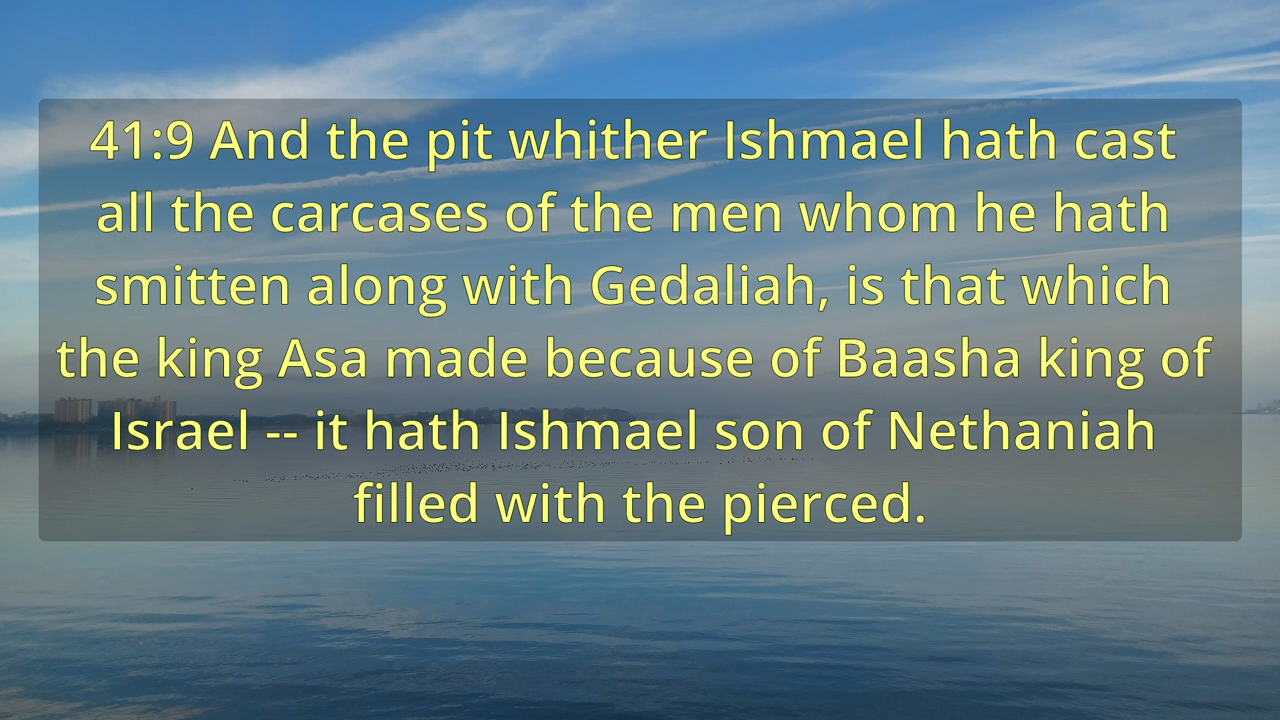 41:9 And the pit whither Ishmael hath cast
all the carcases of the men whom he hath
smitten along with Gedaliah, is that which
the king Asa made because of Baasha king of
Israel -- it hath Ishmael son of Nethaniah
filled with the pierced.